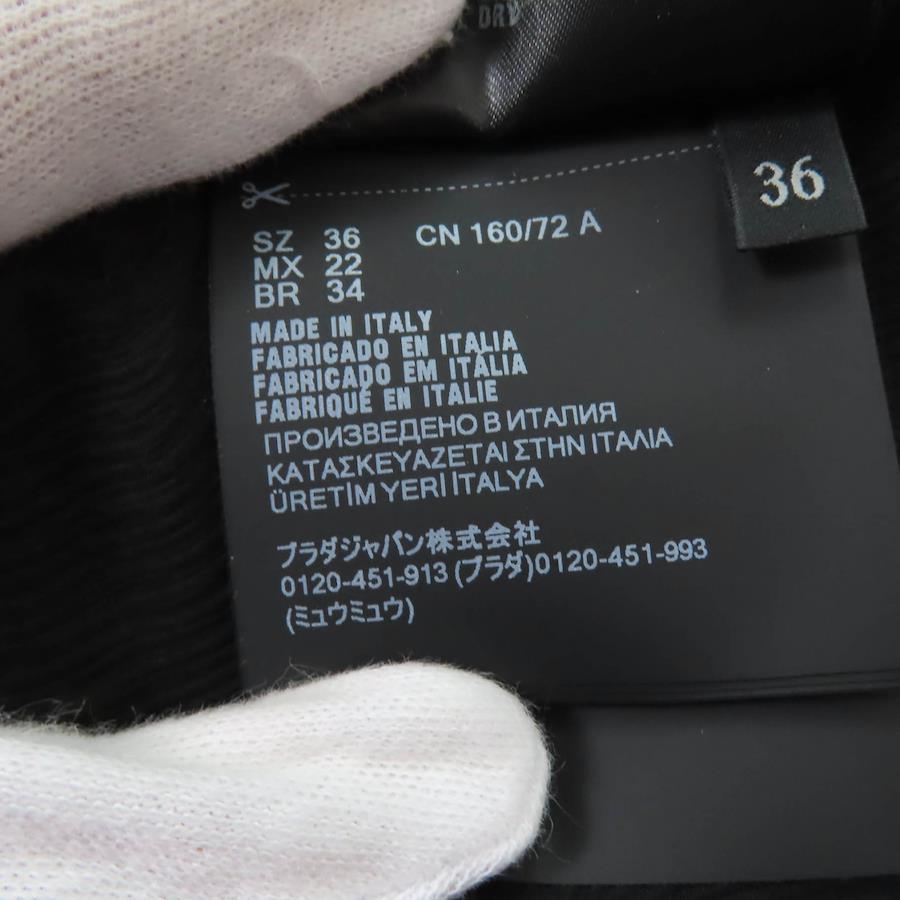 DRY
36
SZ 36 CN 160/72 A
MX 22
BR 34
MADE IN ITALY
FABRICADO EN ITALIA
FABRICADO EM ITÁLIA
FABRIQUÉ EN ITALIE
ПРОИЗВЕДЕНО В ИТАЛИЯ
ΚΑΤΑΣΚΕΥΑΖΕΤΑΙ ΣΤΗΝ ΙΤΑΛΙΑ
ÜRETİM YERİ İTALYA
プラダジャパン株式会社
0120-451-913 (プラダ)0120-451-993
(ミュウミュウ)